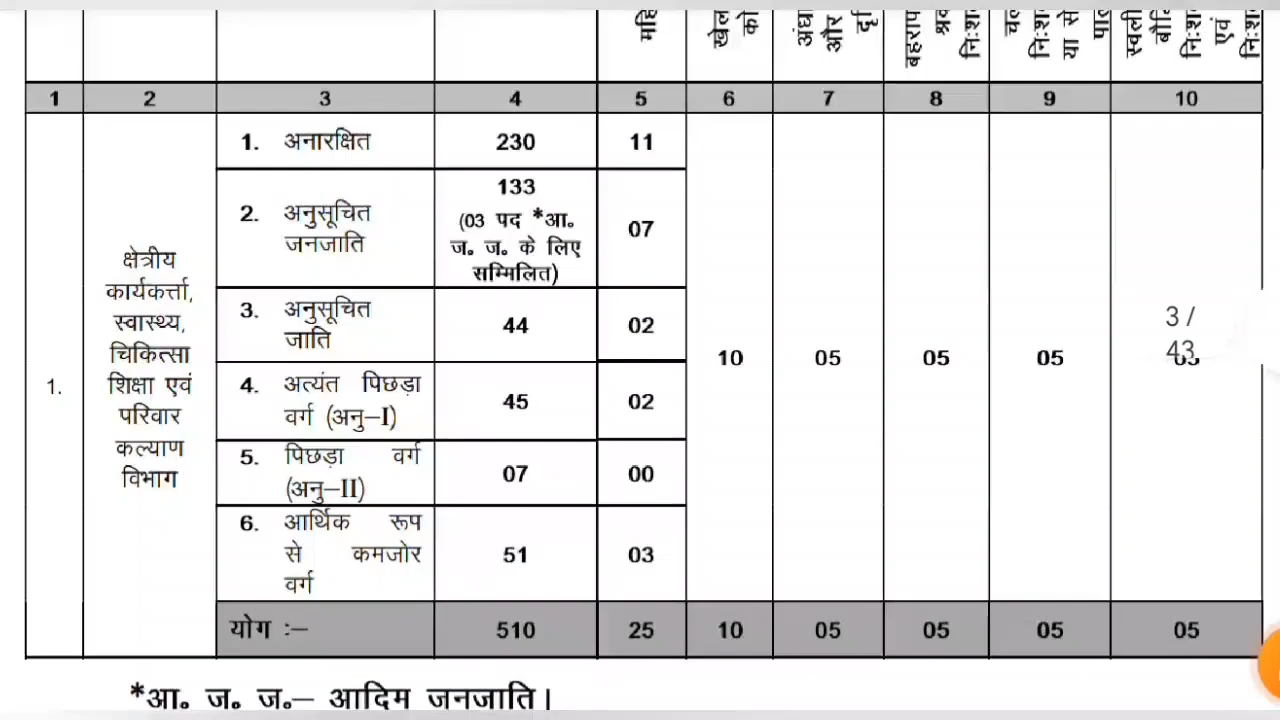 1 2 3 4 5 6 7 8 9 10
1. अनारक्षित 230 11
2. अनुसूचित जनजाति
133
(03 पद *आ॰
ज॰ ज॰ के लिए
सम्मिलित)
07
3. अनुसूचित
जाति
44 02
4. अत्यंत पिछड़ा
वर्ग (अनु–I)
45 02
5. पिछड़ा वर्ग
(अनु–II)
07 00
6. आर्थिक रूप
से कमजोर
वर्ग
51 03
1.
क्षेत्रीय
कार्यकर्त्ता,
स्वास्थ्य,
चिकित्सा
शिक्षा एवं
परिवार
कल्याण
विभाग
10 05 05 05
3 /
43
योग :– 510 25 10 05 05 05 05
*आ॰ ज॰ ज॰– आदिम जनजाति।